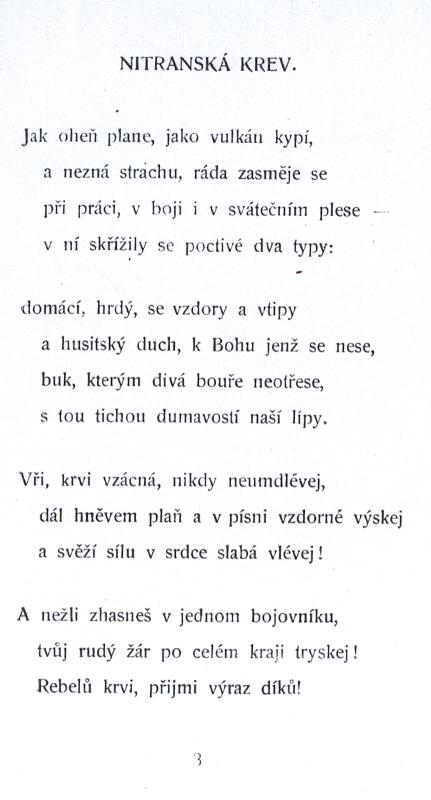 NITRANSKÁ KREV.
Jak oheň plane, jako vulkán kypí,
a nezná strachu, ráda zasměje se
při práci, v boji i v svátečním plese —
v ní skřížily se poctivé dva typy:
domácí, hrdý, se vzdory a vtipy
a husitský duch, k Bohu jenž se nese,
buk, kterým divá bouře neotřese,
s tou tichou dumavostí naší lípy.
Vři, krvi vzácná, nikdy neumdlévej,
dál hněvem plaň a v písni vzdorné výskej
a svěží sílu v srdce slabá vlévej!
A nežli zhasneš v jednom bojovníku,
tvůj rudý žár po celém kraji tryskej!
Rebelů krvi, přijmi výraz díků!
3